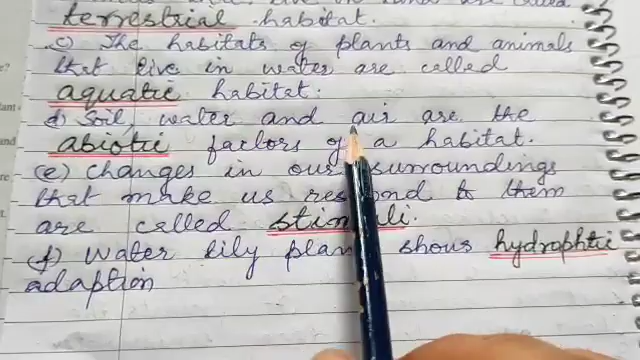 terrestrial habitat.
c) The habitats of plants and animals
that live in water are called
aquatic habitat.
d) Soil, water and air are the
abiotic factors of a habitat.
(e) Changes in our surroundings
that make us respond to them
are called stimuli.
(f) Water lily plant shows hydrophtic
adaption